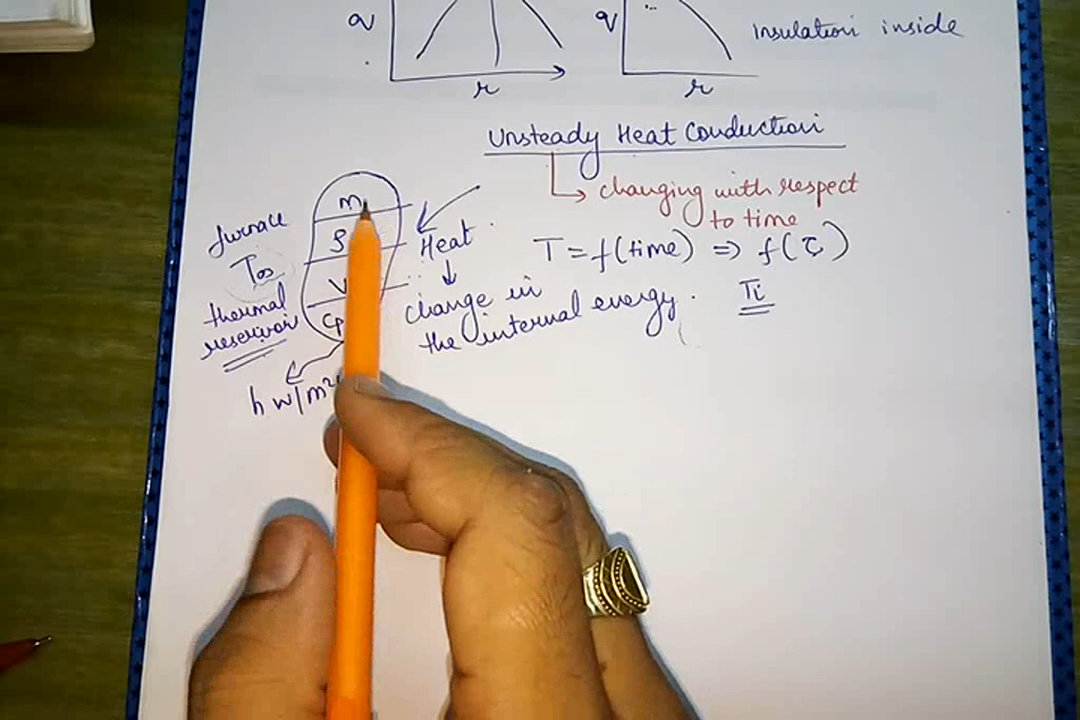 q
r
q
r
Insulation inside
Unsteady Heat Conduction
changing with respect
to time
T = f(time) ⇒ f(τ)
Ti
furnace
T∞
thermal
reservoir
m
ρ
V
Cp
h W/m²
Heat
↓
change in
the internal energy.